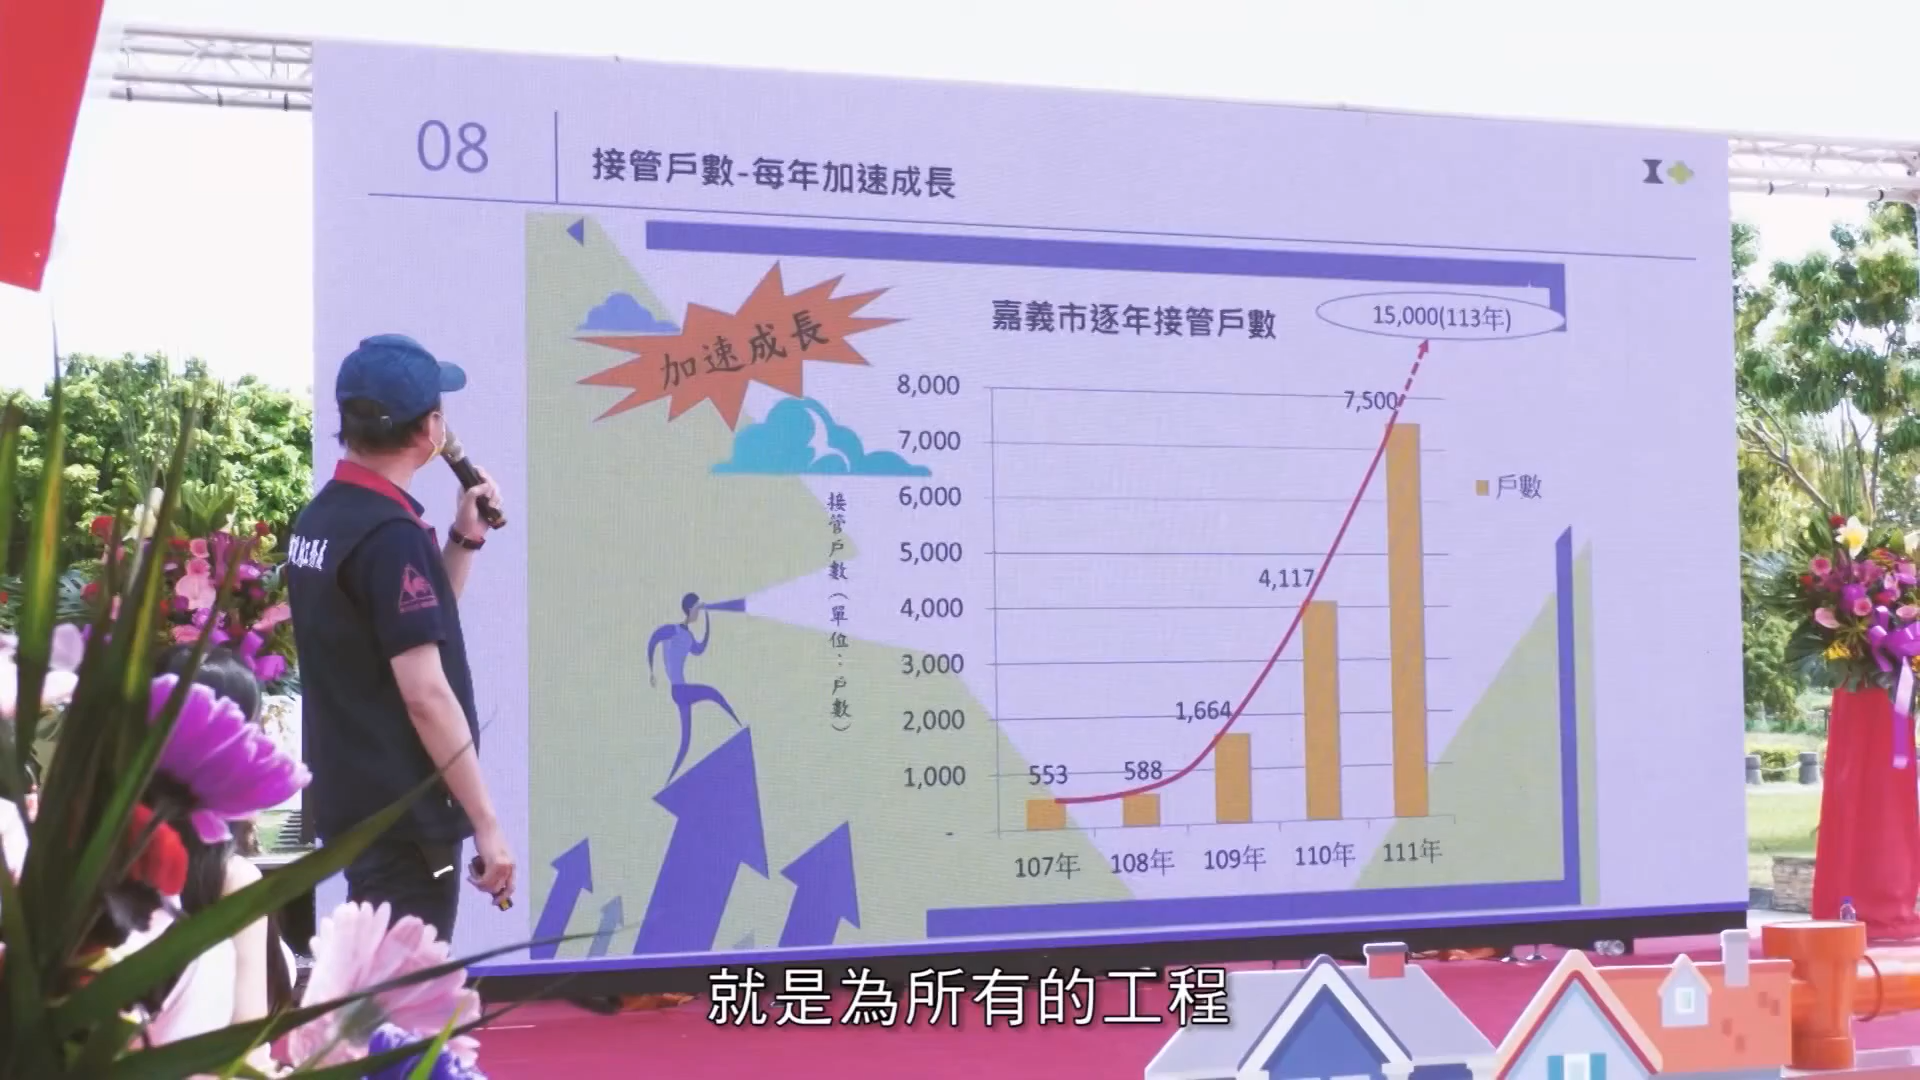 08
接管戶數-每年加速成長
加速成長
嘉義市逐年接管戶數
15,000(113年)
8,000
7,000
6,000
5,000
4,000
3,000
2,000
1,000
-
接管戶數(單位:戶數)
553
588
1,664
4,117
7,500
戶數
107年
108年
109年
110年
111年
就是為所有的工程